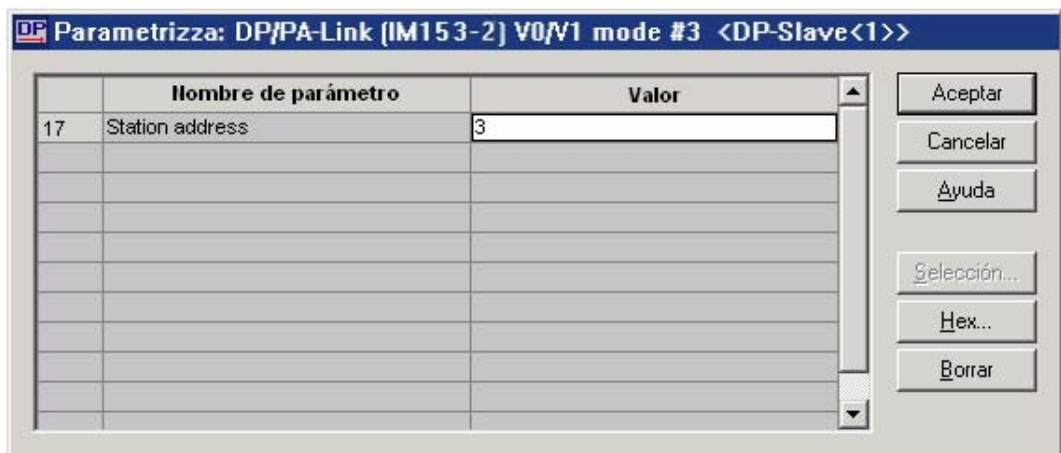 DP Parametrizza: DP/PA-Link (IM153-2) V0/V1 mode #3 <DP-Slave<1>>
Nombre de parámetro Valor
17 Station address 3
Aceptar
Cancelar
Ayuda
Selección...
Hex...
Borrar